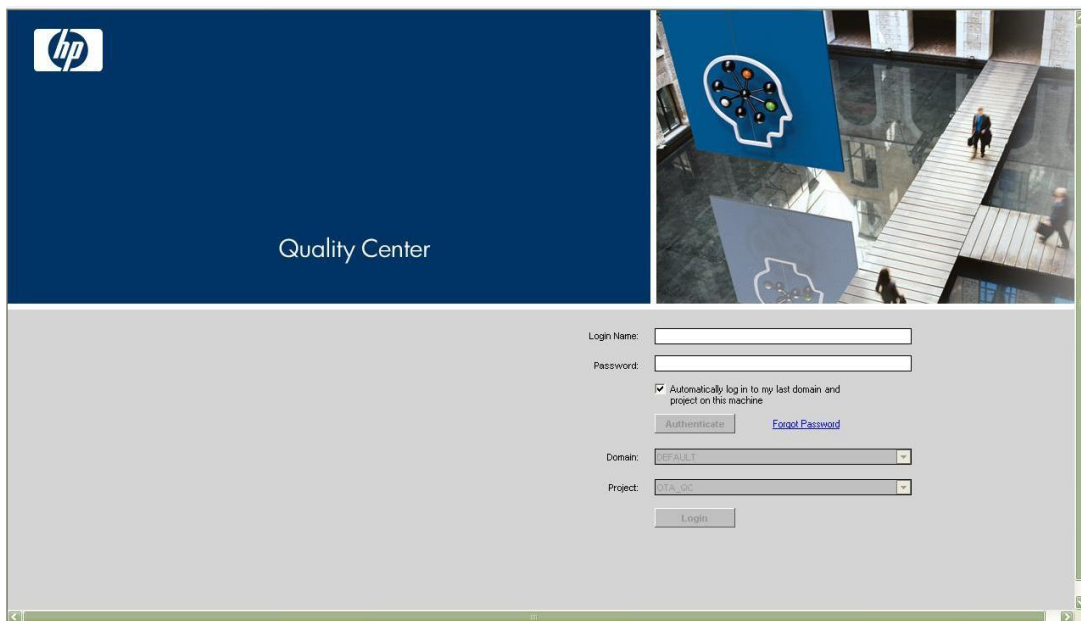 hp
Quality Center
Login Name:
Password:
Automatically log in to my last domain and
project on this machine
Authenticate
Forgot Password
Domain:
DEFAULT
Project:
OTA_QC
Login